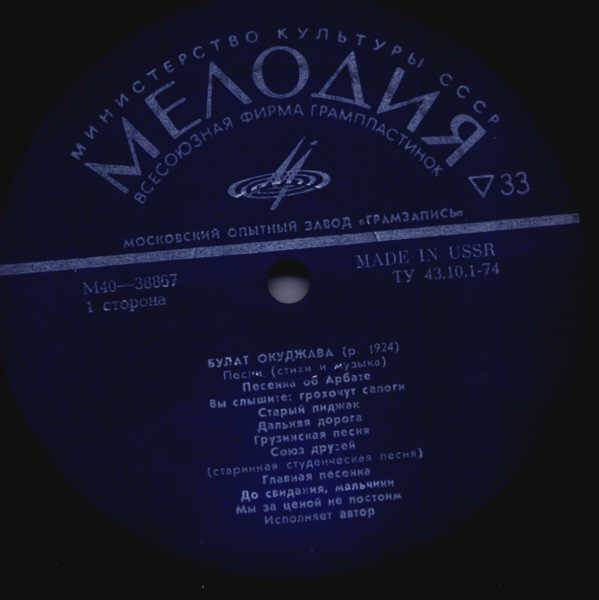 МИНИСТЕРСТВО КУЛЬТУРЫ СССР
МЕЛОДИЯ
ВСЕСОЮЗНАЯ ФИРМА ГРАМПЛАСТИНОК
33
МОСКОВСКИЙ ОПЫТНЫЙ ЗАВОД «ГРАМЗАПИСЬ»
М40—38867
1 сторона
MADE IN USSR
ТУ 43.10.1-74
БУЛАТ ОКУДЖАВА (р. 1924)
Песни (стихи и музыка)
Песенка об Арбате
Вы слышите: грохочут сапоги
Старый пиджак
Дальняя дорога
Грузинская песня
Союз друзей
(старинная студенческая песня)
Главная песенка
До свидания, мальчики
Мы за ценой не постоим
Исполняет автор